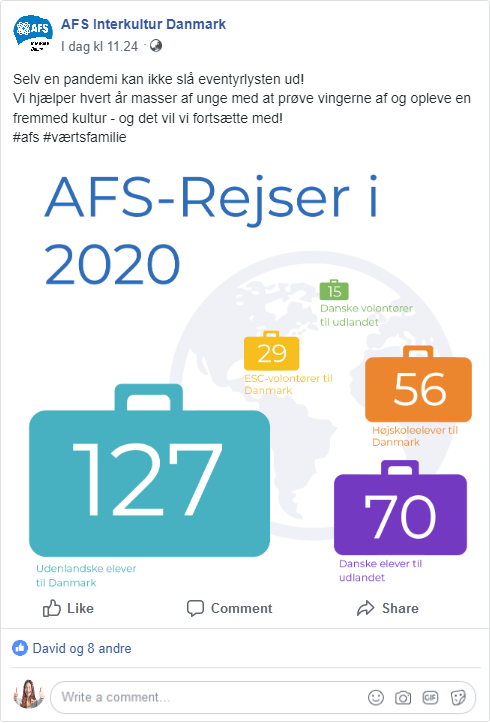 AFS
AFS Interkultur Danmark
I dag kl 11.24 ·
Selv en pandemi kan ikke slå eventyrlysten ud!
Vi hjælper hvert år masser af unge med at prøve vingerne af og opleve en
fremmed kultur - og det vil vi fortsætte med!
#afs #værtsfamilie
AFS-Rejser i
2020
15
Danske volontører
til udlandet
29
ESC-volontører til
Danmark
56
Højskoleelever til
Danmark
127
Udenlandske elever
til Danmark
70
Danske elever til
udlandet
Like
Comment
Share
David og 8 andre
Write a comment...
GIF